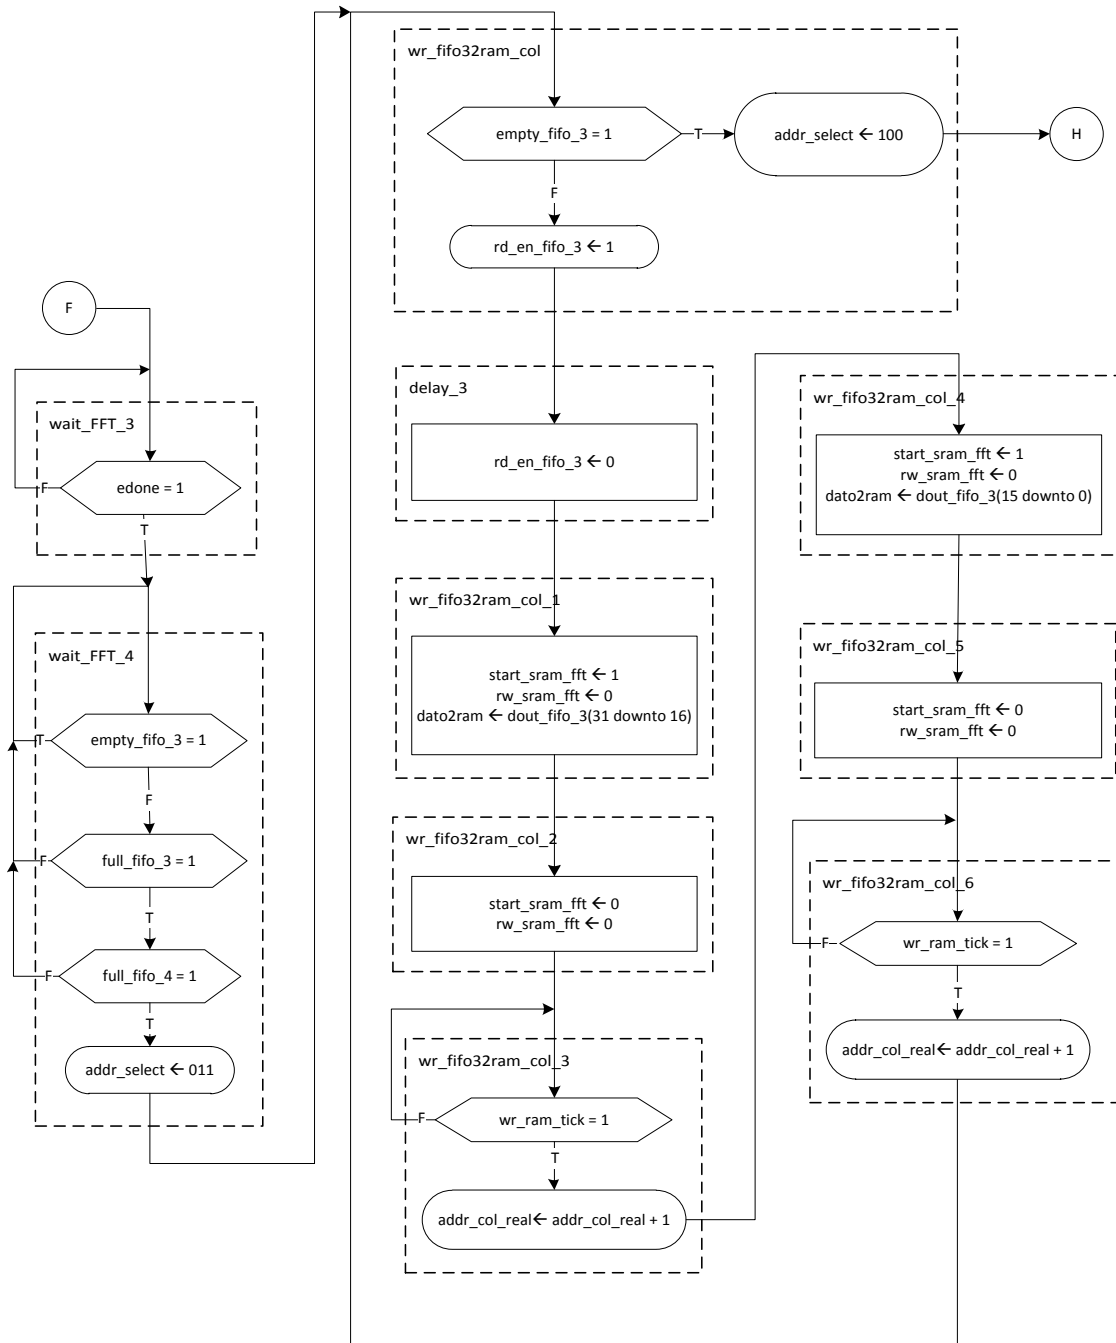 F
wait_FFT_3
edone = 1
F
T
wait_FFT_4
empty_fifo_3 = 1
T
F
full_fifo_3 = 1
F
T
full_fifo_4 = 1
F
T
addr_select ← 011
wr_fifo32ram_col
empty_fifo_3 = 1
T
addr_select ← 100
H
F
rd_en_fifo_3 ← 1
delay_3
rd_en_fifo_3 ← 0
wr_fifo32ram_col_1
start_sram_fft ← 1
rw_sram_fft ← 0
dato2ram ← dout_fifo_3(31 downto 16)
wr_fifo32ram_col_2
start_sram_fft ← 0
rw_sram_fft ← 0
wr_fifo32ram_col_3
wr_ram_tick = 1
F
T
addr_col_real← addr_col_real + 1
wr_fifo32ram_col_4
start_sram_fft ← 1
rw_sram_fft ← 0
dato2ram ← dout_fifo_3(15 downto 0)
wr_fifo32ram_col_5
start_sram_fft ← 0
rw_sram_fft ← 0
wr_fifo32ram_col_6
wr_ram_tick = 1
F
T
addr_col_real← addr_col_real + 1